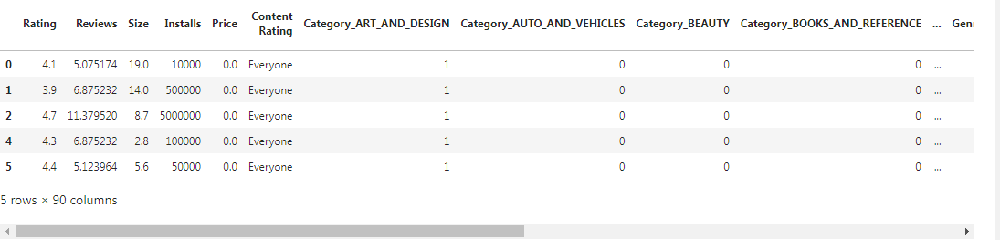 Rating Reviews Size Installs Price Content Rating Category_ART_AND_DESIGN Category_AUTO_AND_VEHICLES Category_BEAUTY Category_BOOKS_AND_REFERENCE ... Genr
0 4.1 5.075174 19.0 10000 0.0 Everyone 1 0 0 0 ...
1 3.9 6.875232 14.0 500000 0.0 Everyone 1 0 0 0 ...
2 4.7 11.379520 8.7 5000000 0.0 Everyone 1 0 0 0 ...
4 4.3 6.875232 2.8 100000 0.0 Everyone 1 0 0 0 ...
5 4.4 5.123964 5.6 50000 0.0 Everyone 1 0 0 0 ...
5 rows × 90 columns